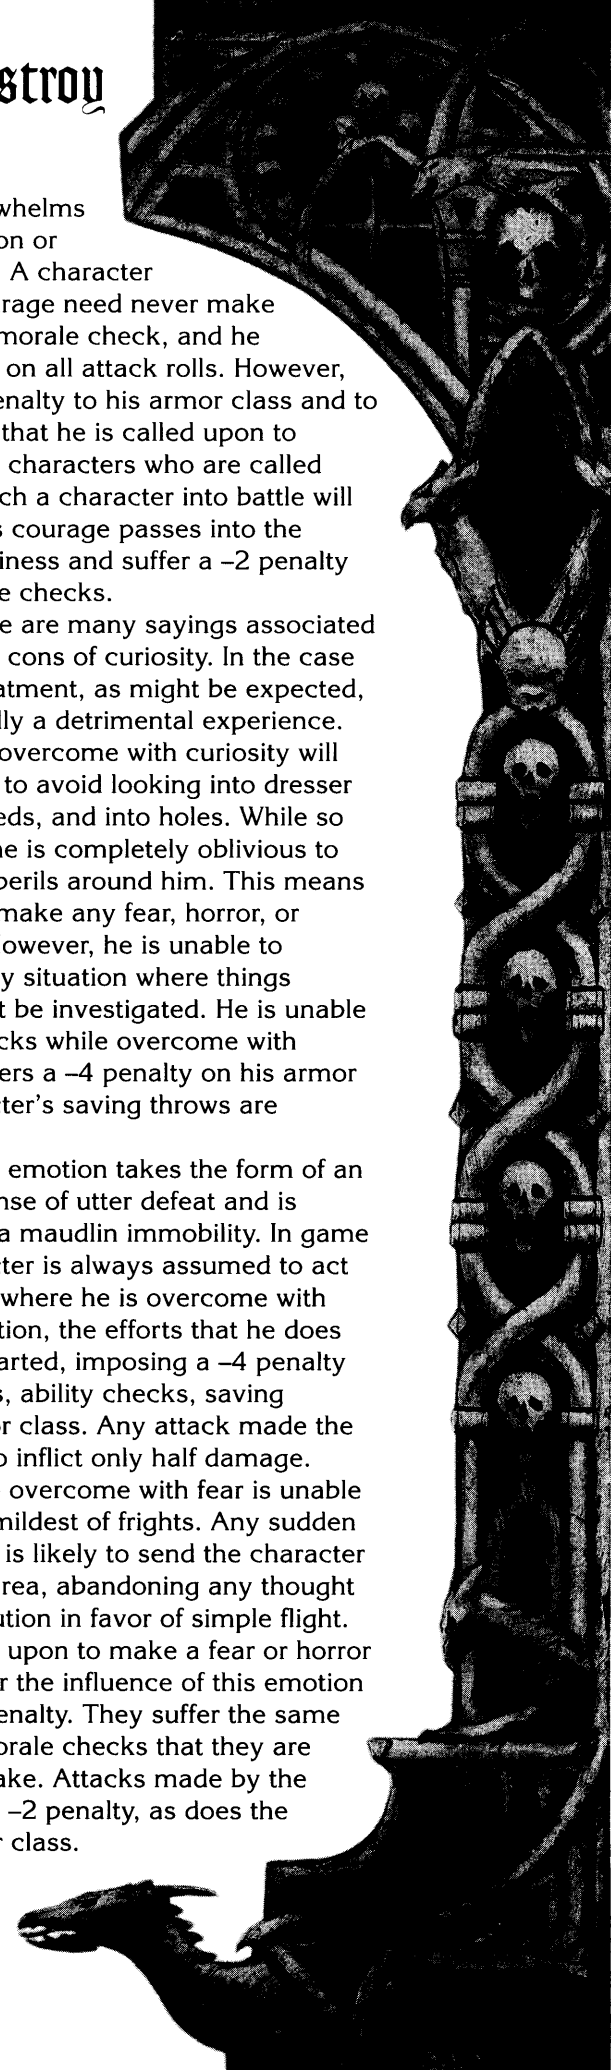 stroy
whelms
on or
A character
rage need never make
morale check, and he
on all attack rolls. However,
enalty to his armor class and to
that he is called upon to
characters who are called
ch a character into battle will
s courage passes into the
iness and suffer a –2 penalty
e checks.
e are many sayings associated
cons of curiosity. In the case
atment, as might be expected,
lly a detrimental experience.
overcome with curiosity will
to avoid looking into dresser
eds, and into holes. While so
he is completely oblivious to
perils around him. This means
make any fear, horror, or
However, he is unable to
y situation where things
t be investigated. He is unable
cks while overcome with
ers a –4 penalty on his armor
ter's saving throws are
emotion takes the form of an
nse of utter defeat and is
a maudlin immobility. In game
ter is always assumed to act
where he is overcome with
tion, the efforts that he does
arted, imposing a –4 penalty
s, ability checks, saving
r class. Any attack made the
o inflict only half damage.
overcome with fear is unable
mildest of frights. Any sudden
is likely to send the character
rea, abandoning any thought
ution in favor of simple flight.
upon to make a fear or horror
r the influence of this emotion
enalty. They suffer the same
orale checks that they are
ake. Attacks made by the
–2 penalty, as does the
r class.